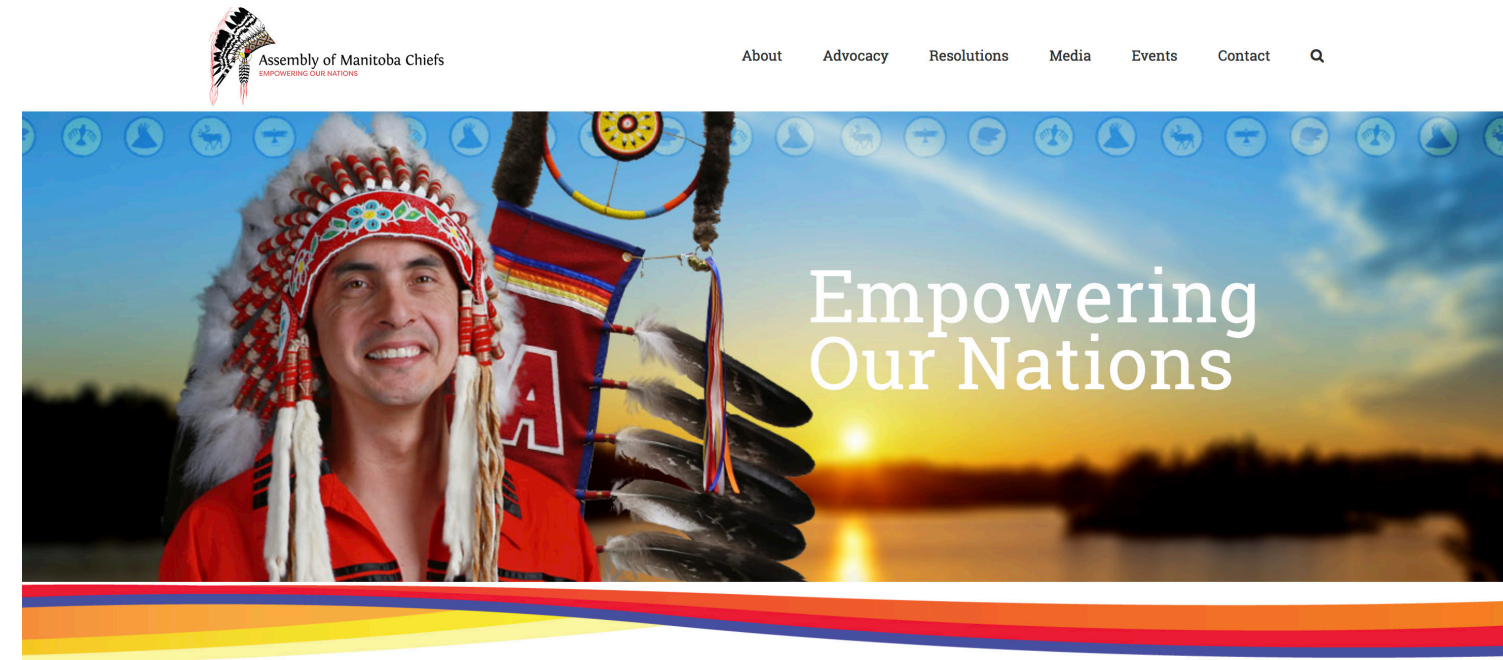 Assembly of Manitoba Chiefs
EMPOWERING OUR NATIONS
About Advocacy Resolutions Media Events Contact
Empowering
Our Nations
A